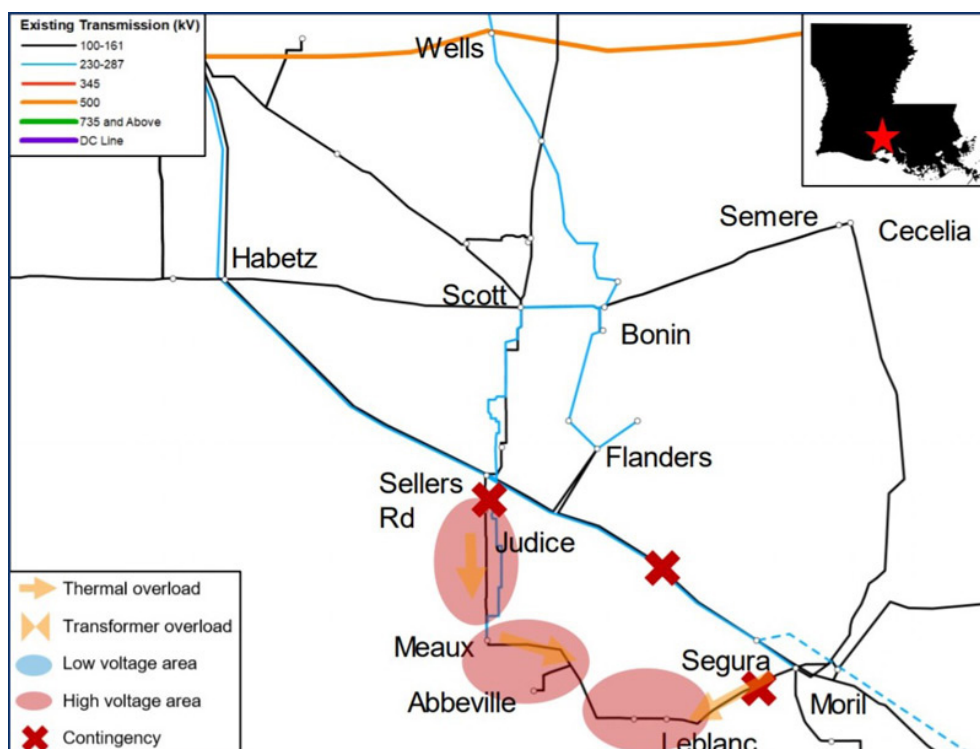 Existing Transmission (kV)
100-161
230-287
345
500
735 and Above
DC Line
Wells
Semere
Cecelia
Habetz
Scott
Bonin
Flanders
Sellers
Rd
Judice
Meaux
Segura
Abbeville
Moril
Leblanc
Thermal overload
Transformer overload
Low voltage area
High voltage area
Contingency